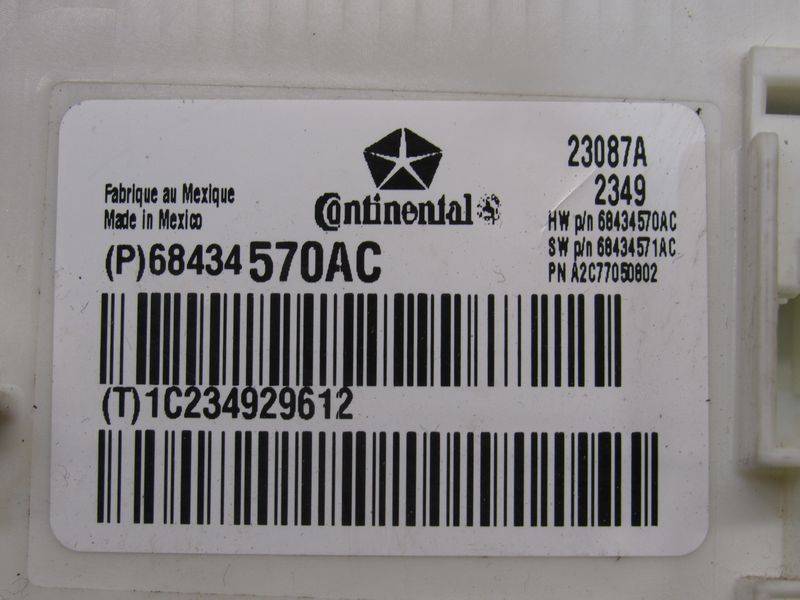 Fabrique au Mexique
Made in Mexico
Continental
23087A
2349
HW p/n 68434570AC
SW p/n 68434571AC
PN A2C77050802
(P)68434570AC
(T)1C234929612